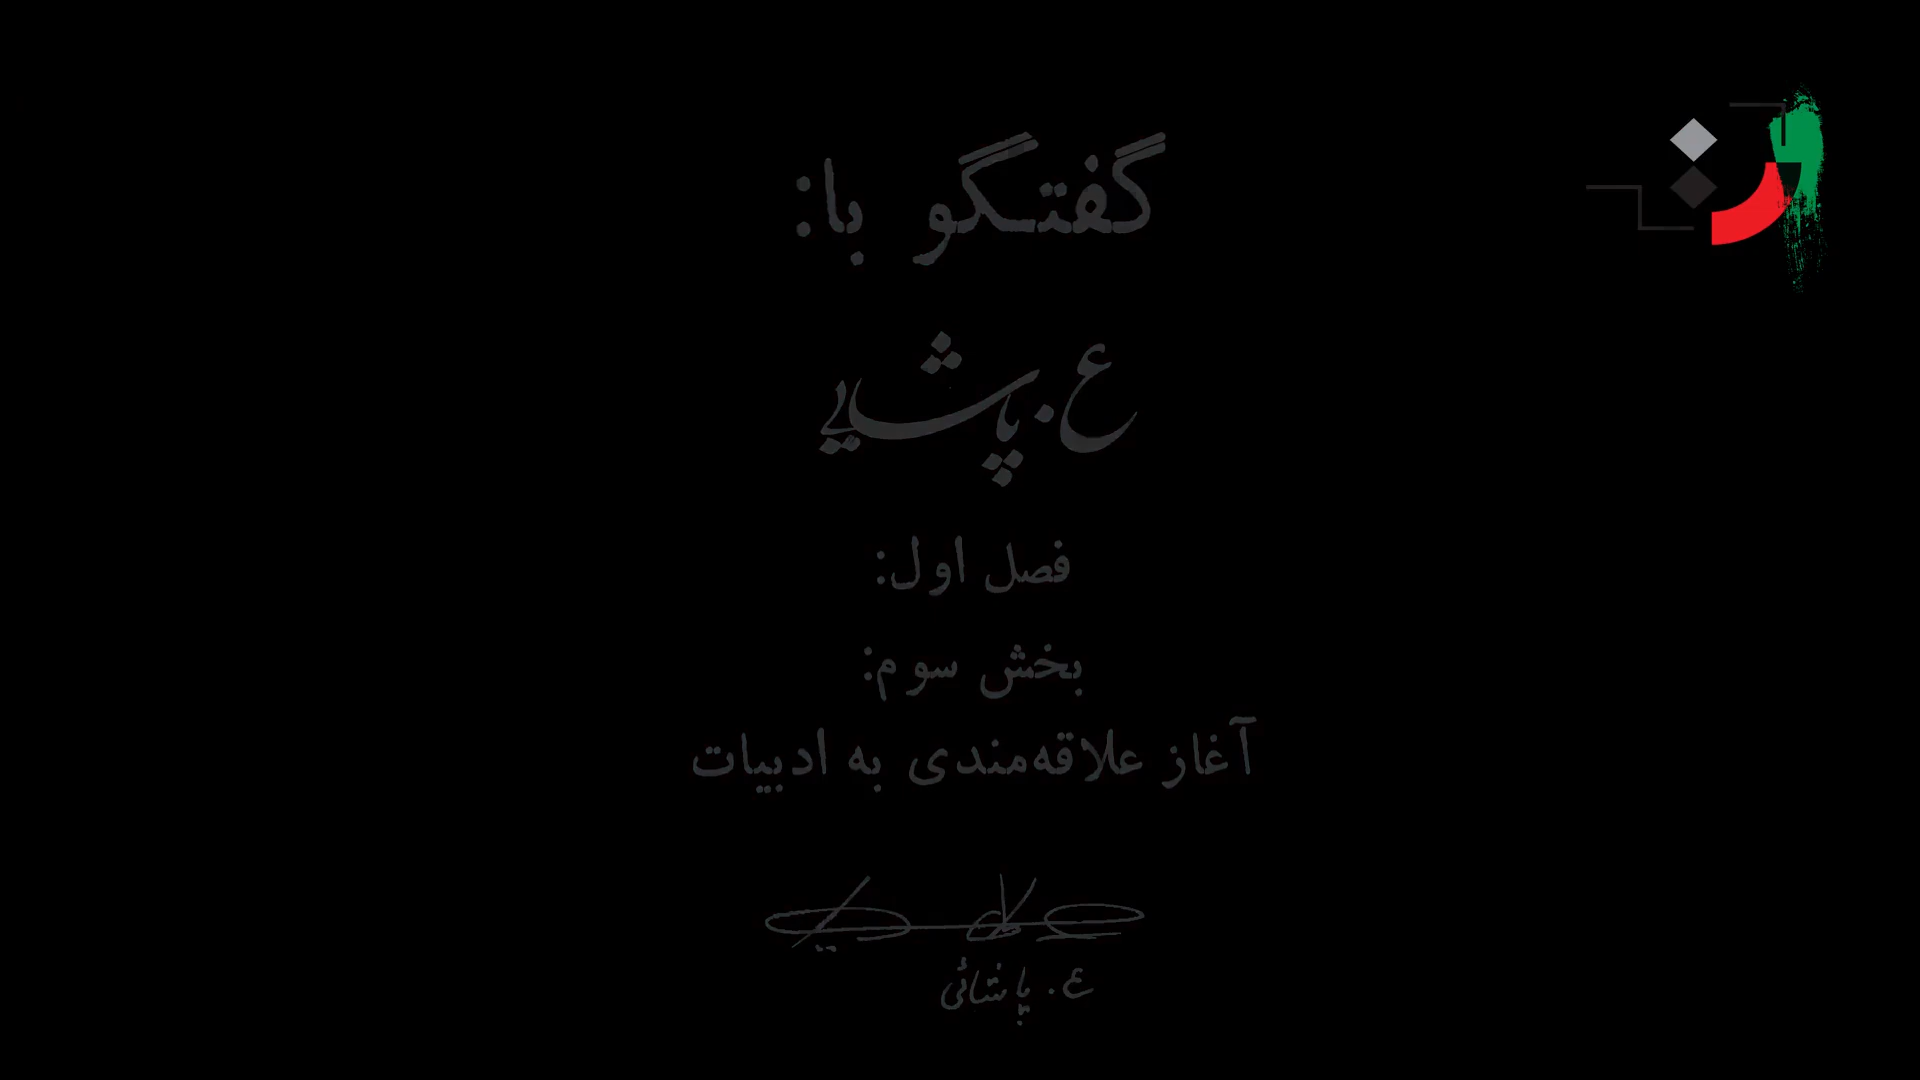 گفتگو با:
ع. پاشایی
فصل اول:
بخش سوم:
آغاز علاقه‌مندی به ادبیات
ع. پاشائی